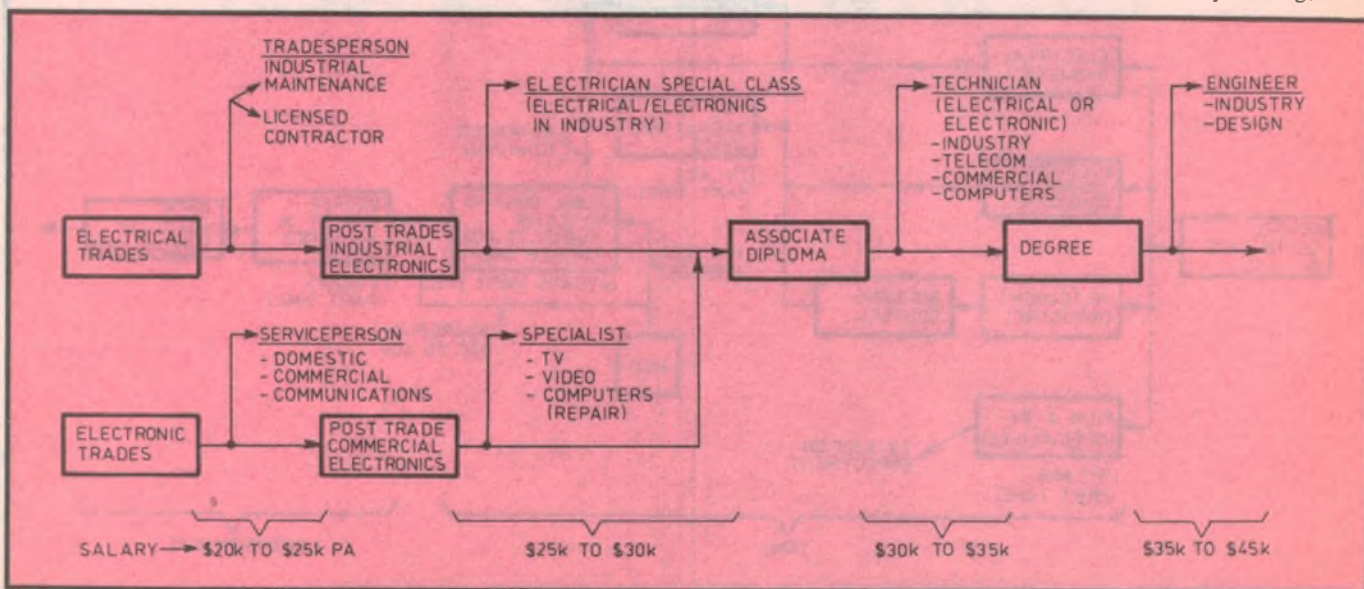 TRADESPERSON
INDUSTRIAL
MAINTENANCE
LICENSED
CONTRACTOR
ELECTRICIAN SPECIAL CLASS
(ELECTRICAL/ELECTRONICS
IN INDUSTRY)
TECHNICIAN
(ELECTRICAL OR
ELECTRONIC)
-INDUSTRY
-TELECOM
-COMMERCIAL
-COMPUTERS
ENGINEER
-INDUSTRY
-DESIGN
ELECTRICAL
TRADES
POST TRADES
INDUSTRIAL
ELECTRONICS
ASSOCIATE
DIPLOMA
DEGREE
SERVICEPERSON
- DOMESTIC
- COMMERCIAL
- COMMUNICATIONS
SPECIALIST
- TV
- VIDEO
- COMPUTERS
(REPAIR)
ELECTRONIC
TRADES
POST TRADE
COMMERCIAL
ELECTRONICS
SALARY $20k TO $25k PA
$25k TO $30k
$30k TO $35k
$35k TO $45k